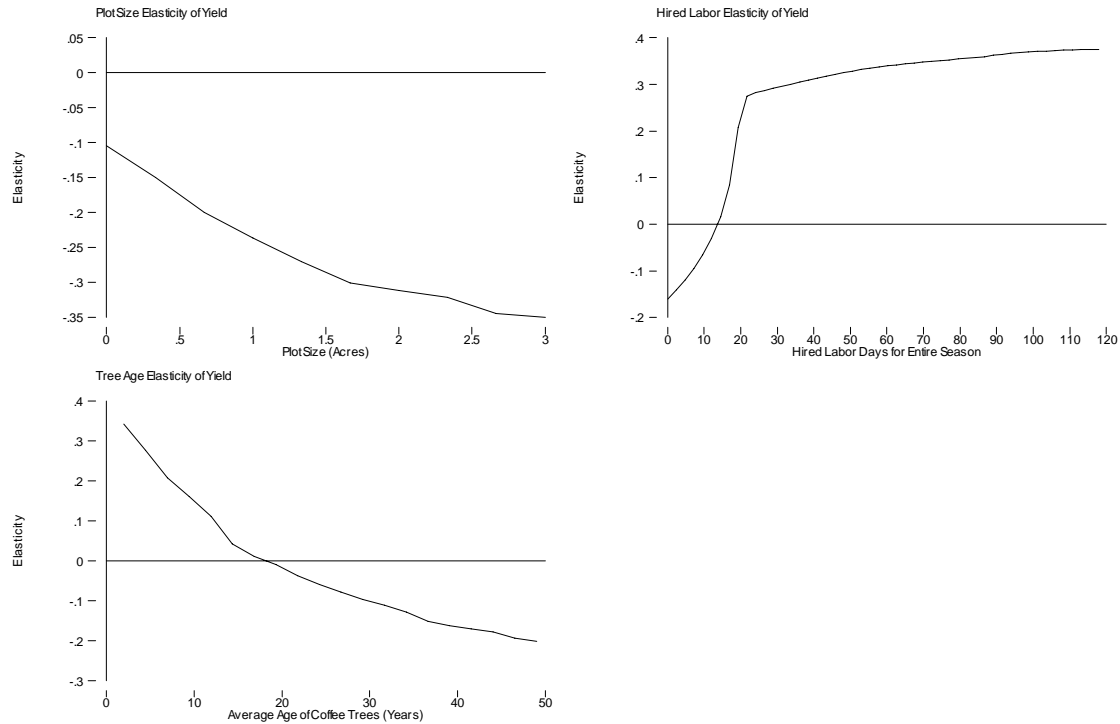 Plot Size Elasticity of Yield
.05
0
-.05
-.1
-.15
-.2
-.25
-.3
-.35
Elasticity
0 .5 1 1.5 2 2.5 3
Plot Size (Acres)
Hired Labor Elasticity of Yield
.4
.3
.2
.1
0
-.1
-.2
Elasticity
0 10 20 30 40 50 60 70 80 90 100 110 120
Hired Labor Days for Entire Season
Tree Age Elasticity of Yield
.4
.3
.2
.1
0
-.1
-.2
-.3
Elasticity
0 10 20 30 40 50
Average Age of Coffee Trees (Years)